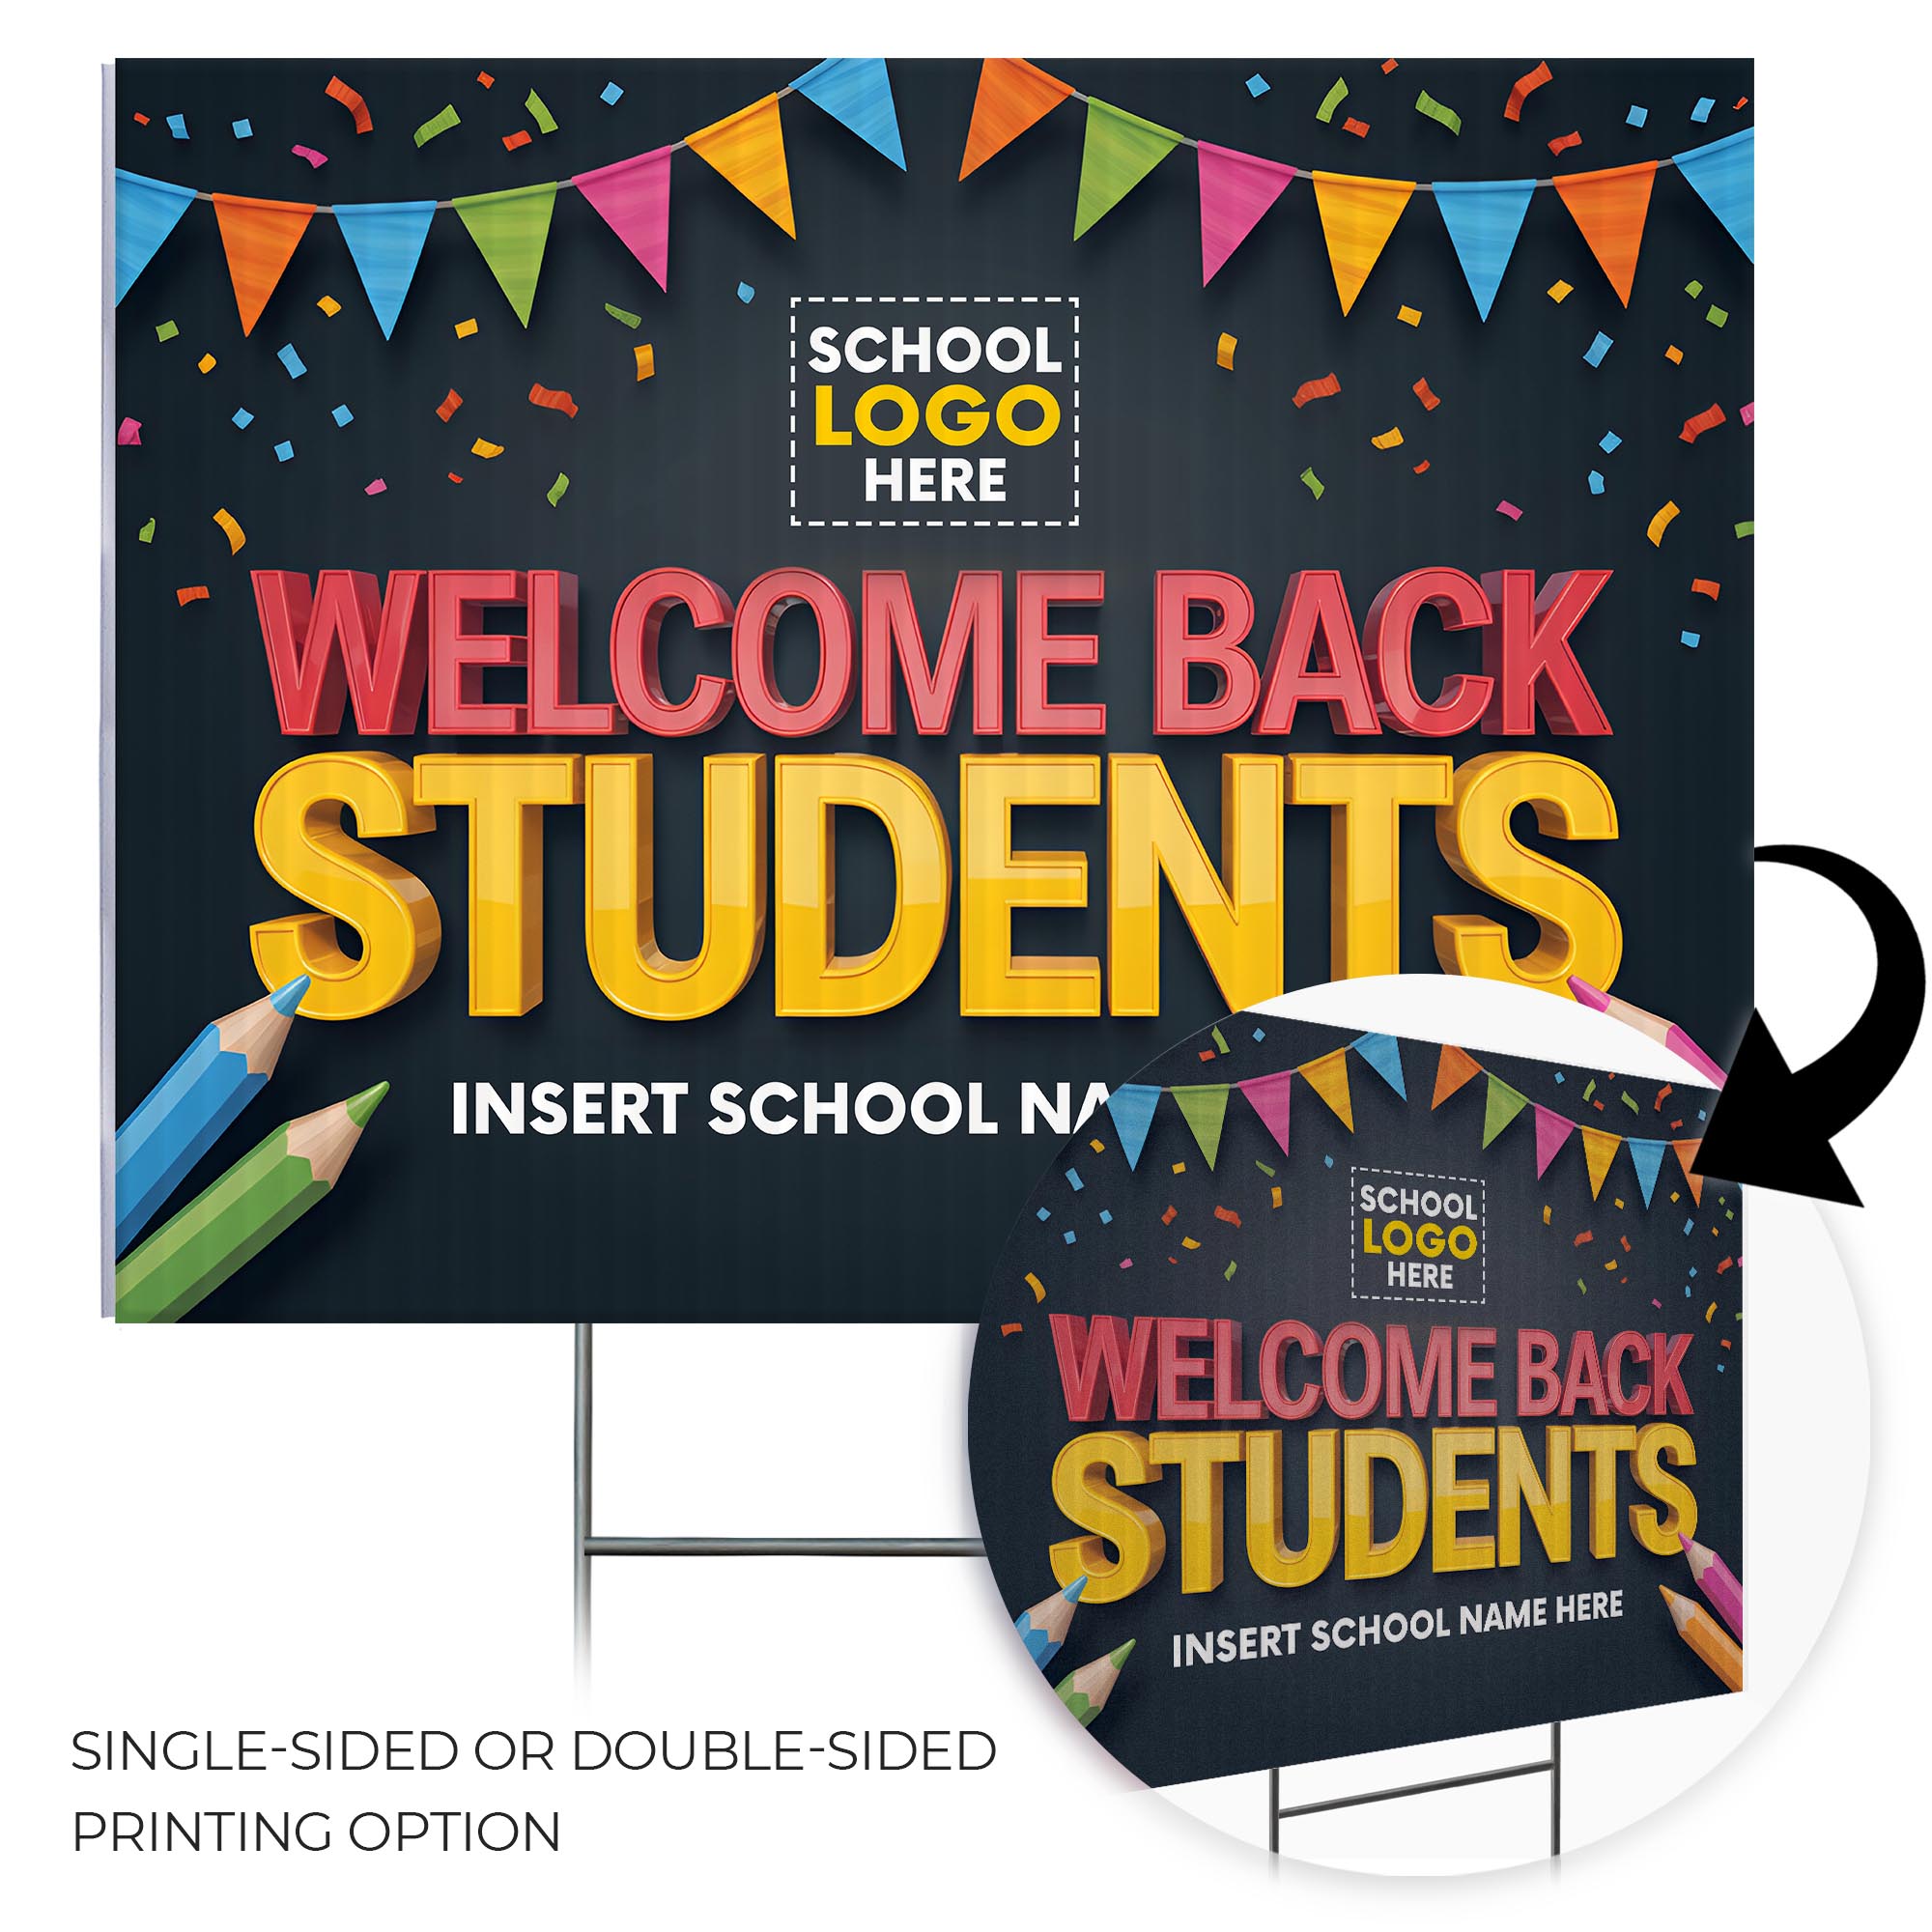 SCHOOL
LOGO
HERE
WELCOME BACK
STUDENTS
INSERT SCHOOL NA
SCHOOL
LOGO
HERE
WELCOME BACK
STUDENTS
INSERT SCHOOL NAME HERE
SINGLE-SIDED OR DOUBLE-SIDED
PRINTING OPTION